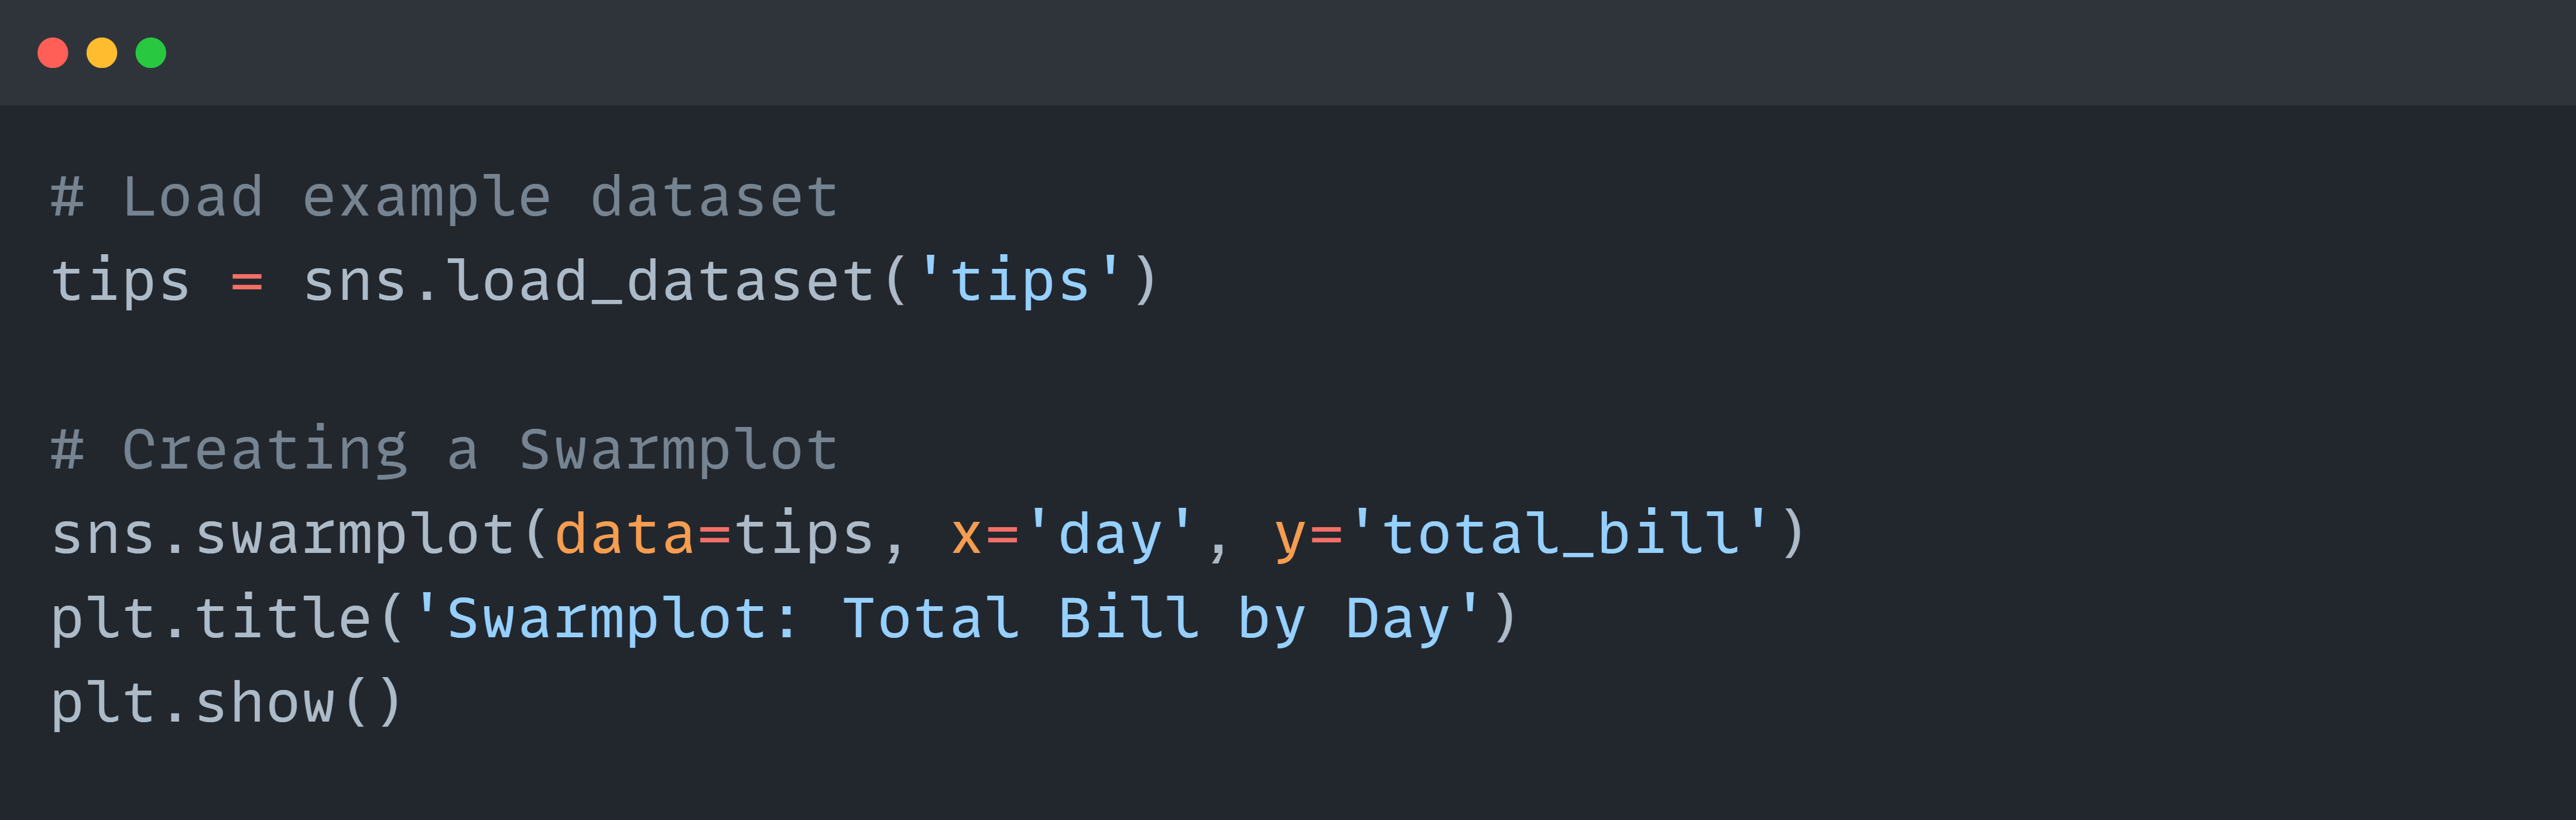 # Load example dataset
tips = sns.load_dataset('tips')
# Creating a Swarmplot
sns.swarmplot(data=tips, x='day', y='total_bill')
plt.title('Swarmplot: Total Bill by Day')
plt.show()